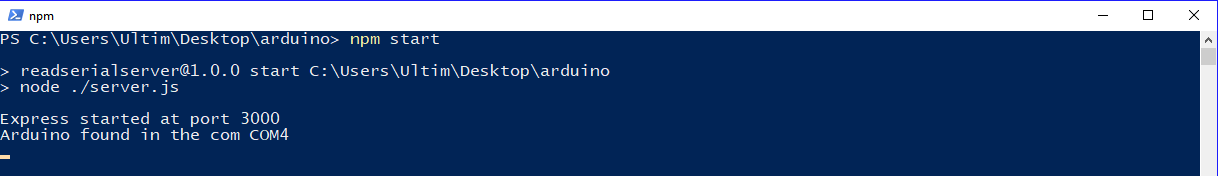 npm
PS C:\Users\Ultim\Desktop\arduino> npm start
> readserialserver@1.0.0 start C:\Users\Ultim\Desktop\arduino
> node ./server.js
Express started at port 3000
Arduino found in the com COM4